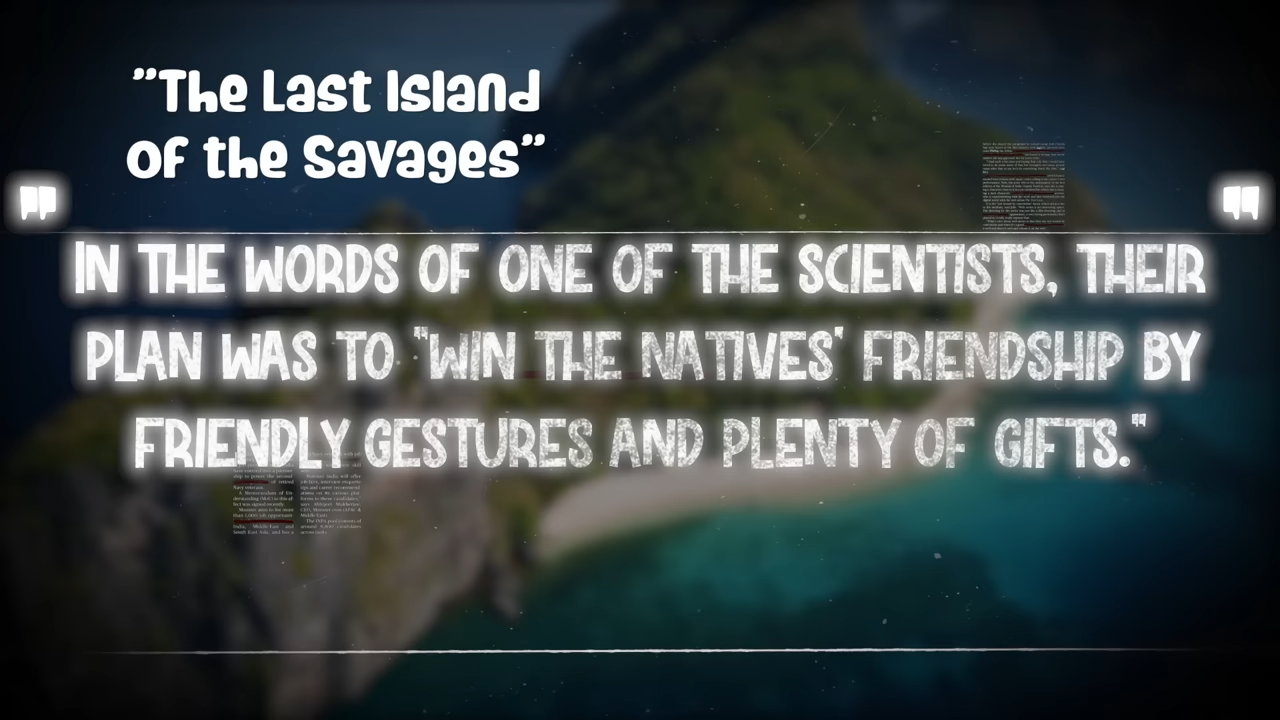 "The Last Island
of the Savages"
"
"
IN THE WORDS OF ONE OF THE SCIENTISTS, THEIR
PLAN WAS TO "WIN THE NATIVES' FRIENDSHIP BY
FRIENDLY GESTURES AND PLENTY OF GIFTS."